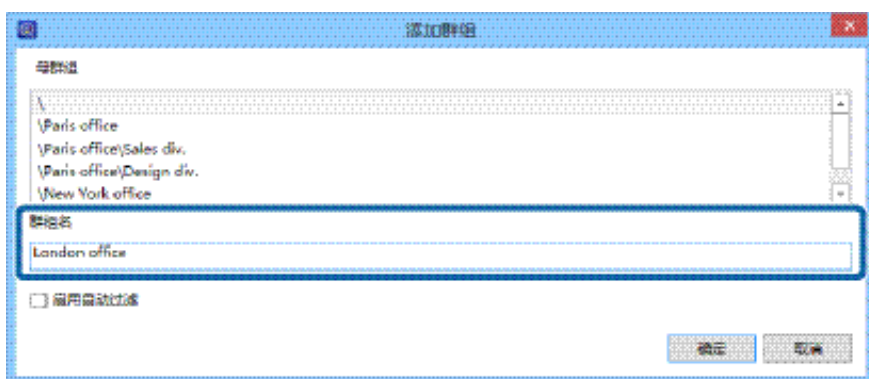 添加群组
母群组
\
\Paris office
\Paris office\Sales div.
\Paris office\Design div.
\New York office
群组名
London office
启用自动过滤
确定
取消